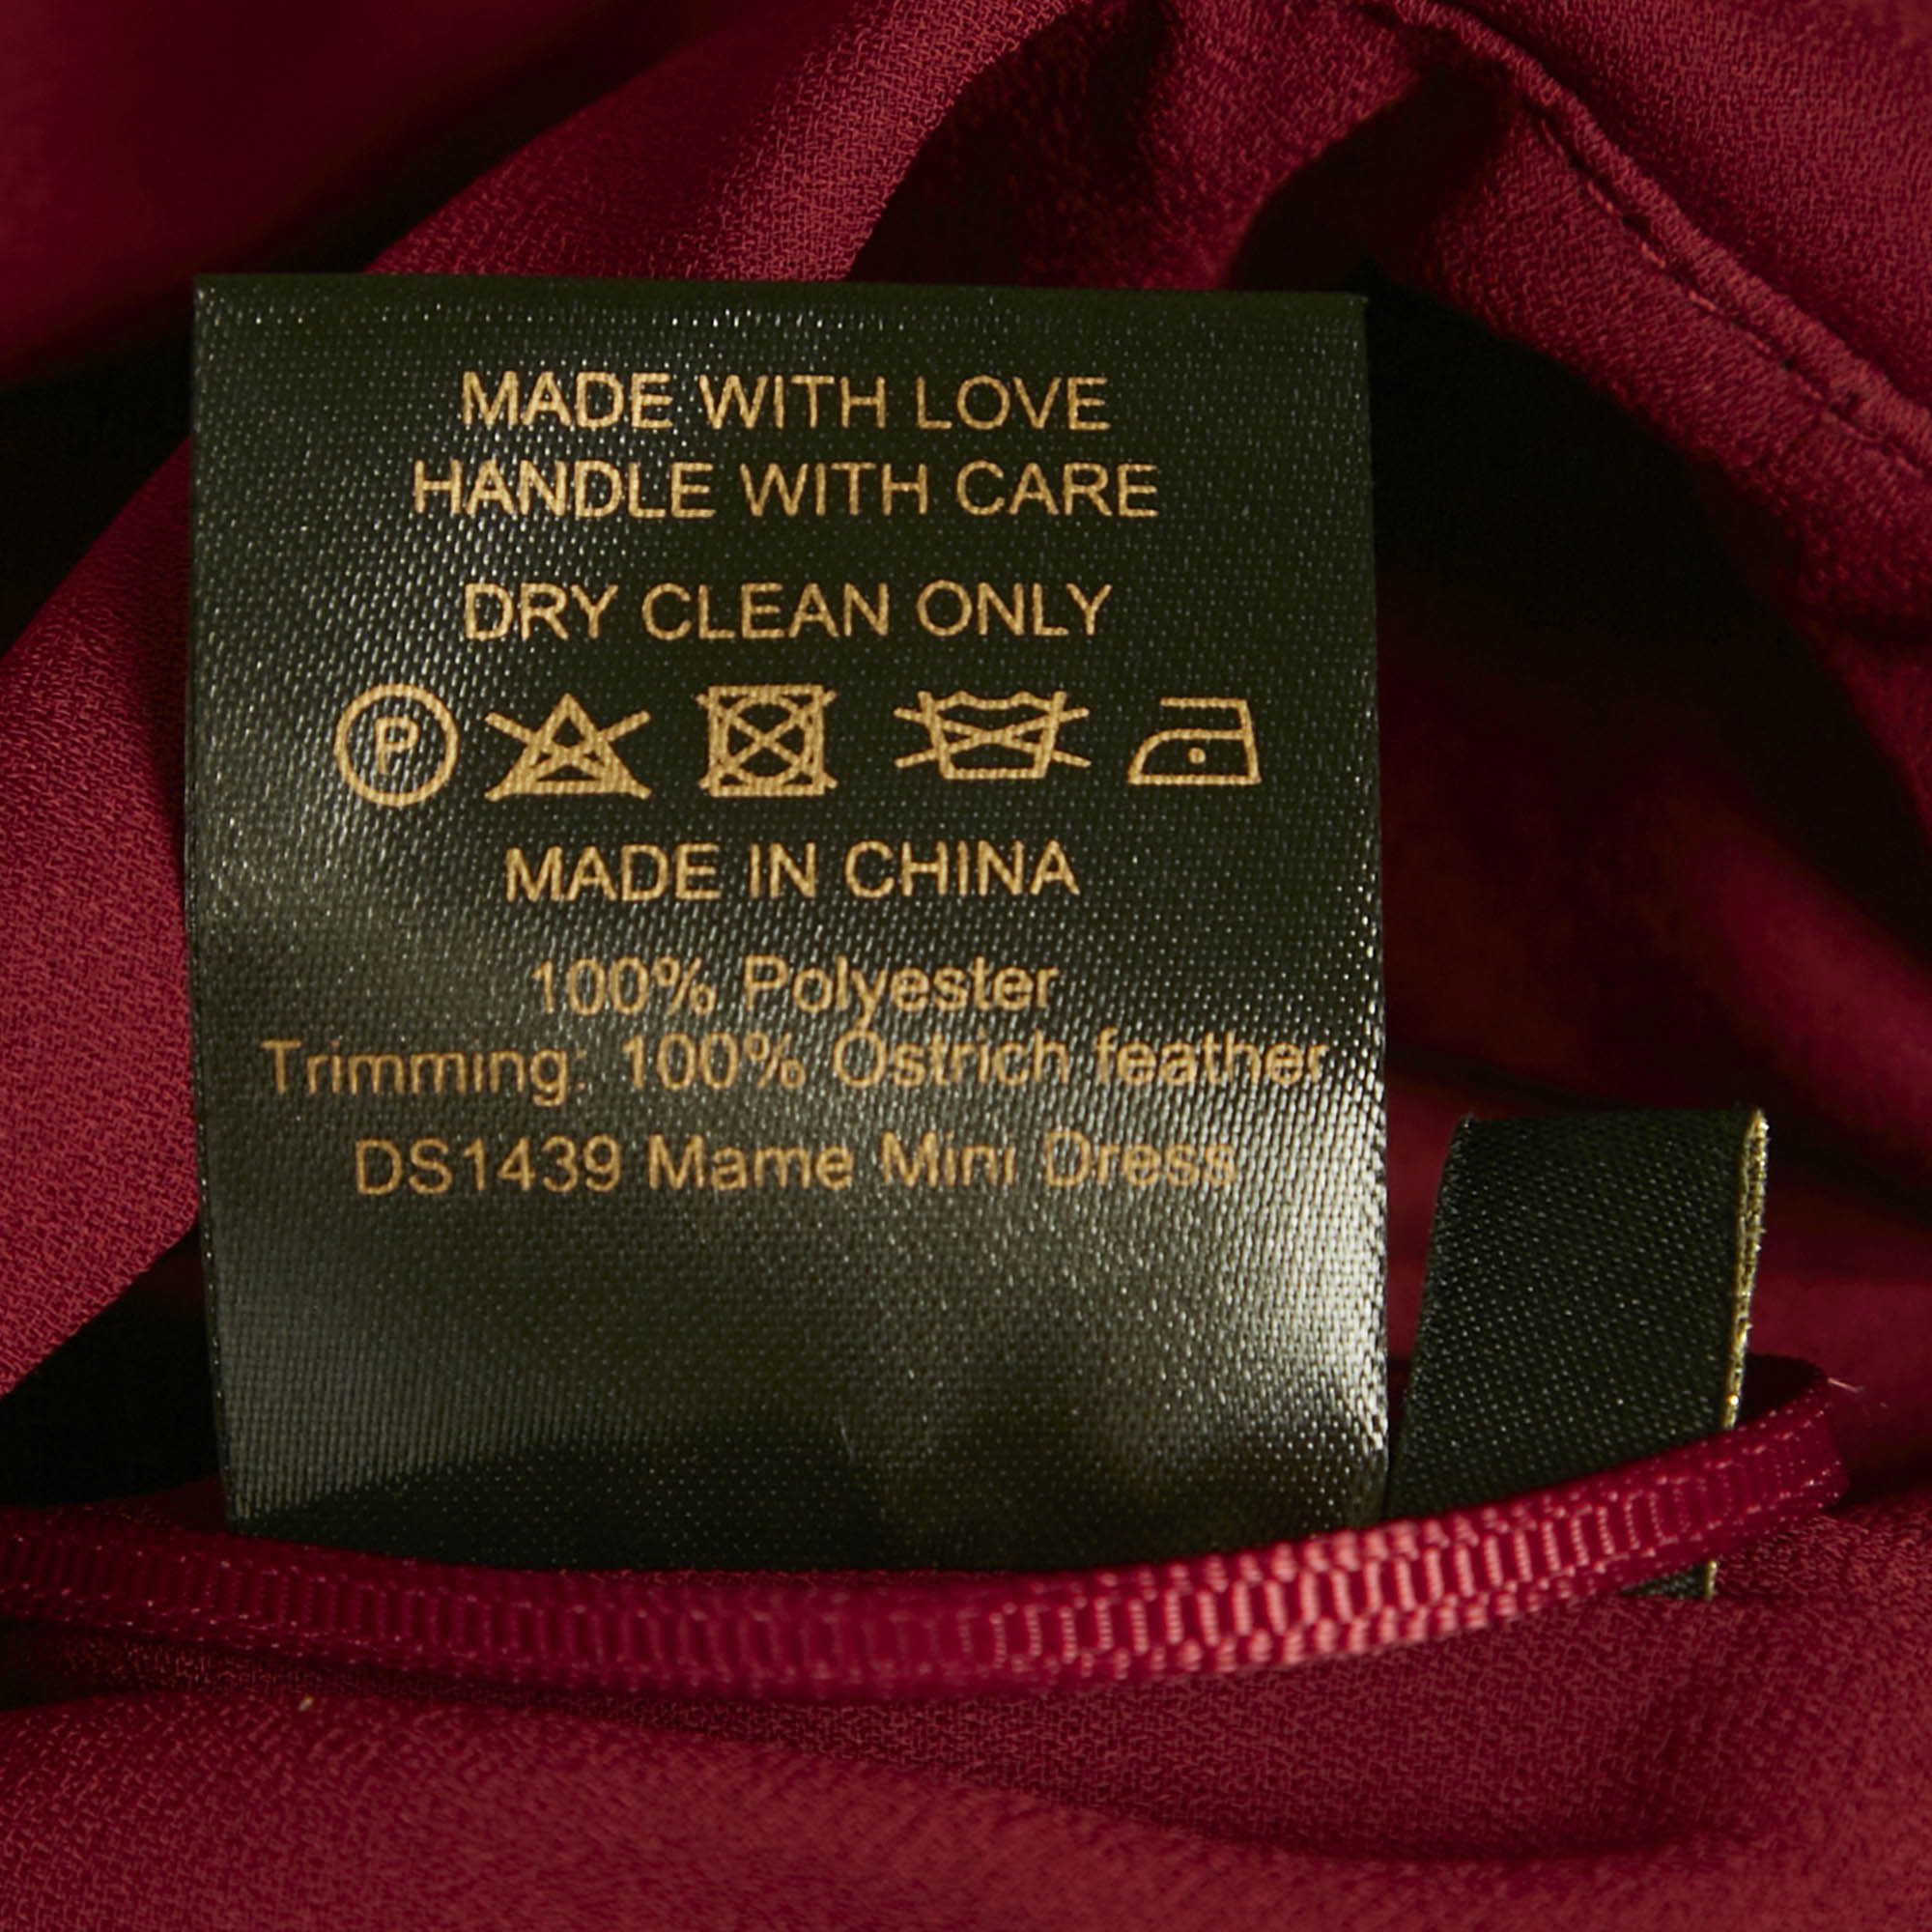 MADE WITH LOVE
HANDLE WITH CARE
DRY CLEAN ONLY
P
MADE IN CHINA
100% Polyester
Trimming: 100% Ostrich feather
DS1439 Mame Mini Dress